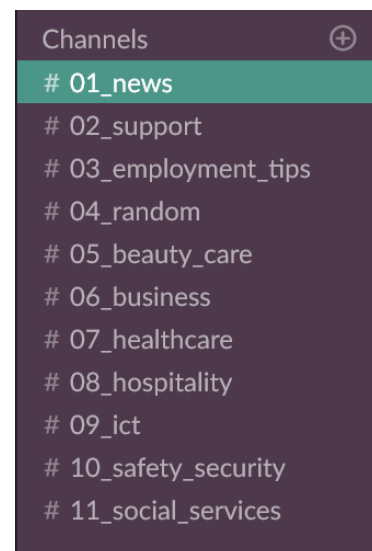 Channels
# 01_news
# 02_support
# 03_employment_tips
# 04_random
# 05_beauty_care
# 06_business
# 07_healthcare
# 08_hospitality
# 09_ict
# 10_safety_security
# 11_social_services